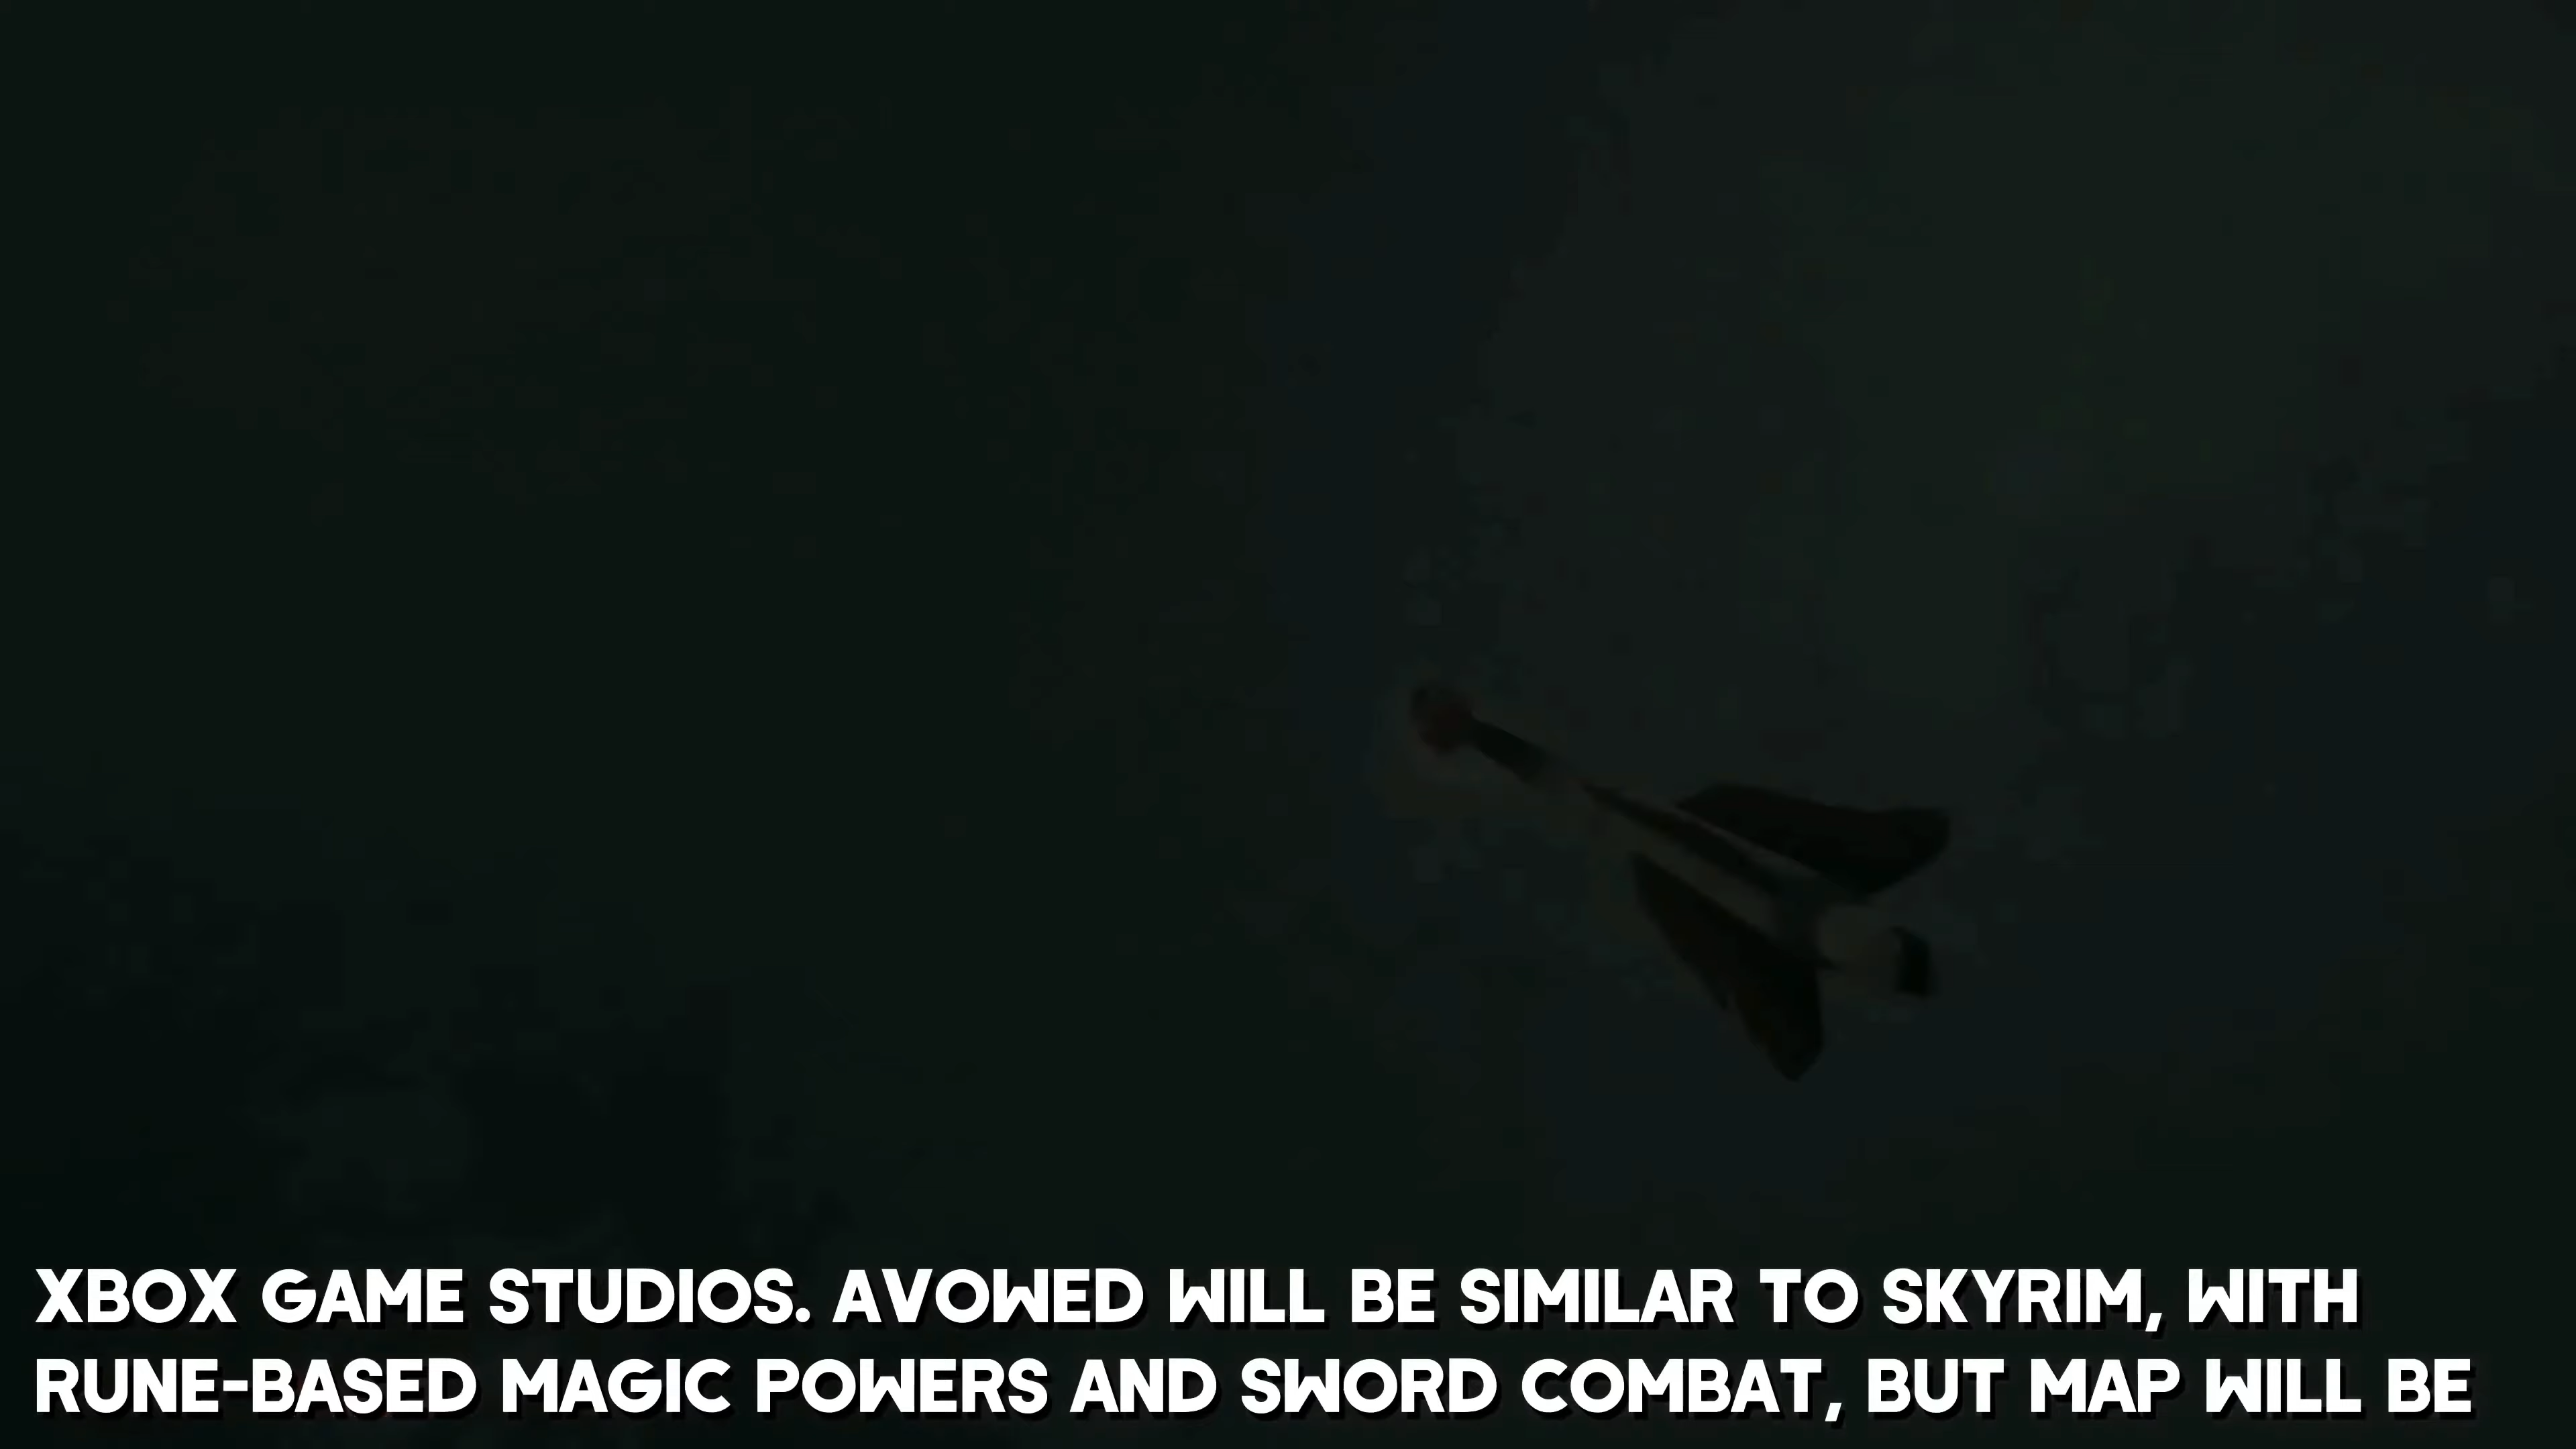 XBOX GAME STUDIOS. AVOWED WILL BE SIMILAR TO SKYRIM, WITH
RUNE-BASED MAGIC POWERS AND SWORD COMBAT, BUT MAP WILL BE